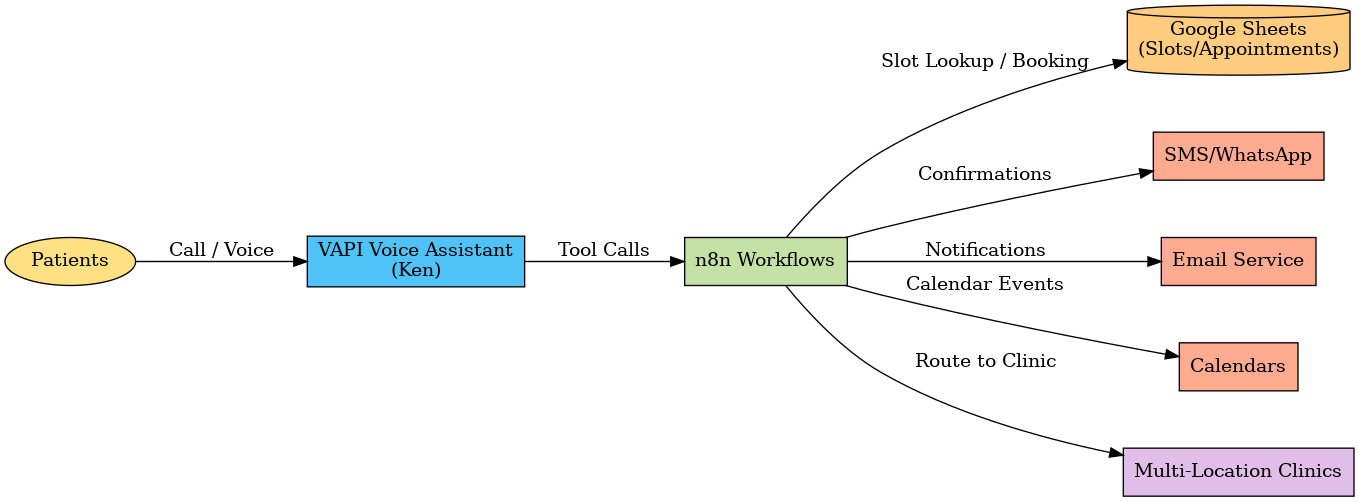 Google Sheets
(Slots/Appointments)
Slot Lookup / Booking
SMS/WhatsApp
Confirmations
Patients
Call / Voice
VAPI Voice Assistant
(Ken)
Tool Calls
n8n Workflows
Notifications
Email Service
Calendar Events
Calendars
Route to Clinic
Multi-Location Clinics